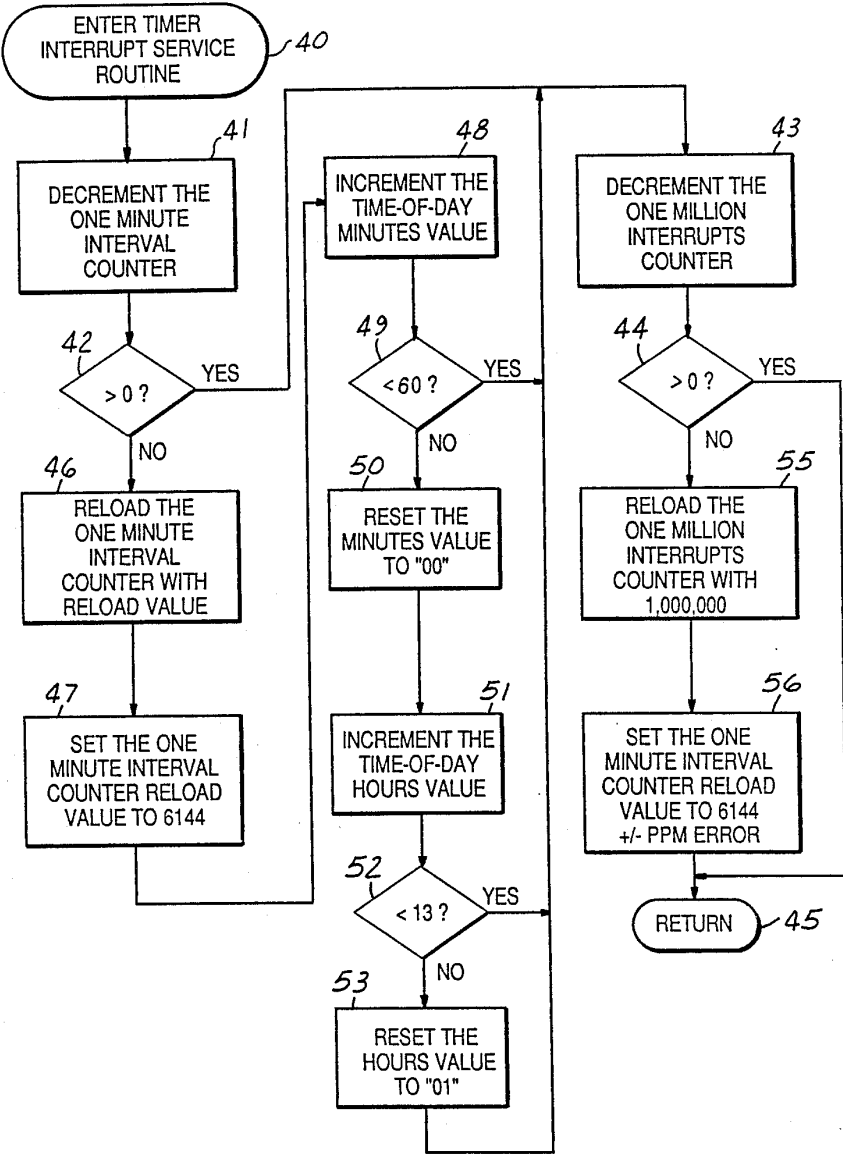 ENTER TIMER
INTERRUPT SERVICE
ROUTINE
40
41
DECREMENT THE
ONE MINUTE
INTERVAL
COUNTER
42
> 0 ?
YES
NO
46
RELOAD THE
ONE MINUTE
INTERVAL
COUNTER WITH
RELOAD VALUE
47
SET THE ONE
MINUTE INTERVAL
COUNTER RELOAD
VALUE TO 6144
48
INCREMENT THE
TIME-OF-DAY
MINUTES VALUE
49
< 60 ?
YES
NO
50
RESET THE
MINUTES VALUE
TO "00"
51
INCREMENT THE
TIME-OF-DAY
HOURS VALUE
52
< 13 ?
YES
NO
53
RESET THE
HOURS VALUE
TO "01"
43
DECREMENT THE
ONE MILLION
INTERRUPTS
COUNTER
44
> 0 ?
YES
NO
55
RELOAD THE
ONE MILLION
INTERRUPTS
COUNTER WITH
1,000,000
56
SET THE ONE
MINUTE INTERVAL
COUNTER RELOAD
VALUE TO 6144
+/- PPM ERROR
RETURN
45